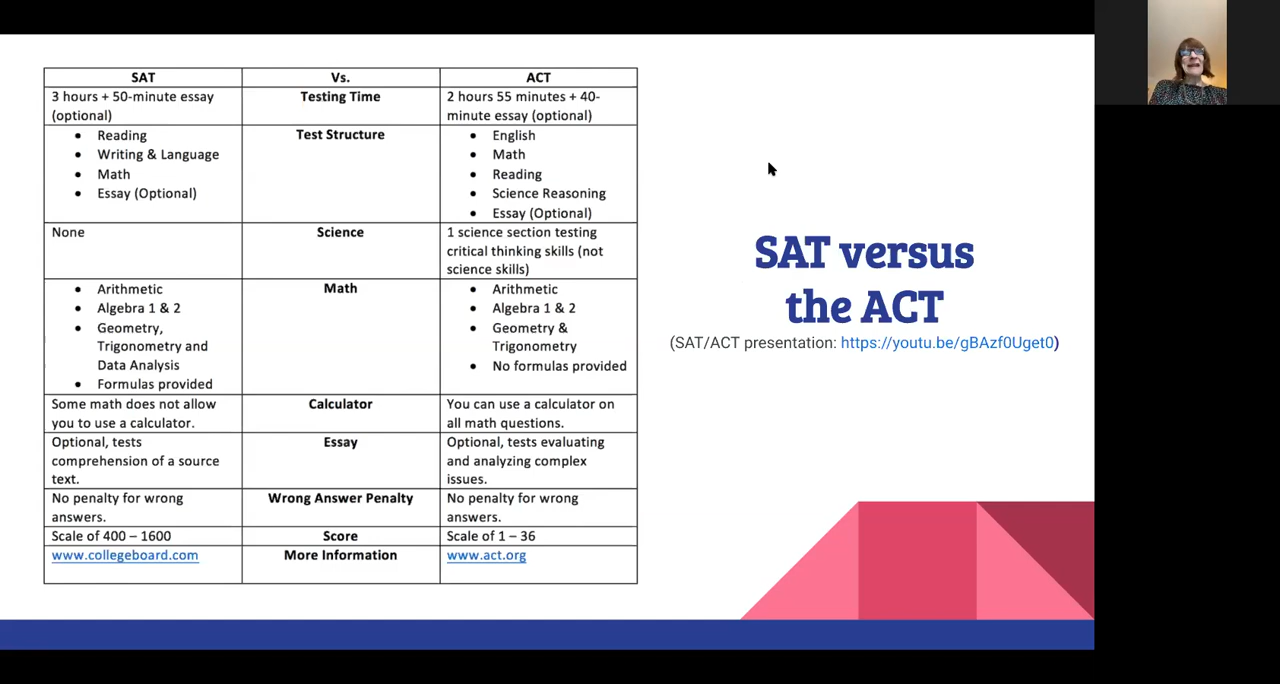 SAT Vs. ACT
3 hours + 50-minute essay (optional) Testing Time 2 hours 55 minutes + 40-minute essay (optional)
• Reading
• Writing & Language
• Math
• Essay (Optional)
Test Structure
• English
• Math
• Reading
• Science Reasoning
• Essay (Optional)
None
Science
1 science section testing
critical thinking skills (not
science skills)
• Arithmetic
• Algebra 1 & 2
• Geometry,
Trigonometry and
Data Analysis
• Formulas provided
Math
• Arithmetic
• Algebra 1 & 2
• Geometry &
Trigonometry
• No formulas provided
Some math does not allow
you to use a calculator.
Calculator
You can use a calculator on
all math questions.
Optional, tests
comprehension of a source
text.
Essay
Optional, tests evaluating
and analyzing complex
issues.
No penalty for wrong
answers.
Wrong Answer Penalty
No penalty for wrong
answers.
Scale of 400 – 1600
Score
Scale of 1 – 36
www.collegeboard.com
More Information
www.act.org
SAT versus
the ACT
(SAT/ACT presentation: https://youtu.be/gBAzf0Uget0)